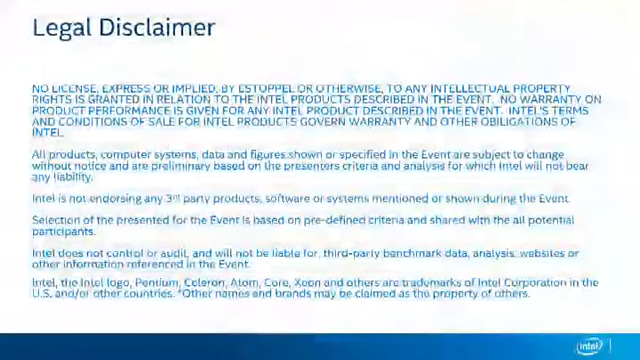 Legal Disclaimer
NO LICENSE, EXPRESS OR IMPLIED, BY ESTOPPEL OR OTHERWISE, TO ANY INTELLECTUAL PROPERTY
RIGHTS IS GRANTED IN RELATION TO THE INTEL PRODUCTS DESCRIBED IN THE EVENT. NO WARRANTY ON
PRODUCT PERFORMANCE IS GIVEN FOR ANY INTEL PRODUCT DESCRIBED IN THE EVENT. INTEL'S TERMS
AND CONDITIONS OF SALE FOR INTEL PRODUCTS GOVERN WARRANTY AND OTHER OBLIGATIONS OF
INTEL.
All products, computer systems, data and figures shown or specified in the Event are subject to change
without notice and are preliminary based on the presenters criteria and analysis for which Intel will not bear
any liability.
Intel is not endorsing any 3rd party products, software or systems mentioned or shown during the Event.
Selection of the presented for the Event is based on pre-defined criteria and shared with the all potential
participants.
Intel does not control or audit, and will not be liable for, third-party benchmark data, analysis, websites or
other information referenced in the Event.
Intel, the Intel logo, Pentium, Celeron, Atom, Core, Xeon and others are trademarks of Intel Corporation in the
U.S. and/or other countries. *Other names and brands may be claimed as the property of others.
intel